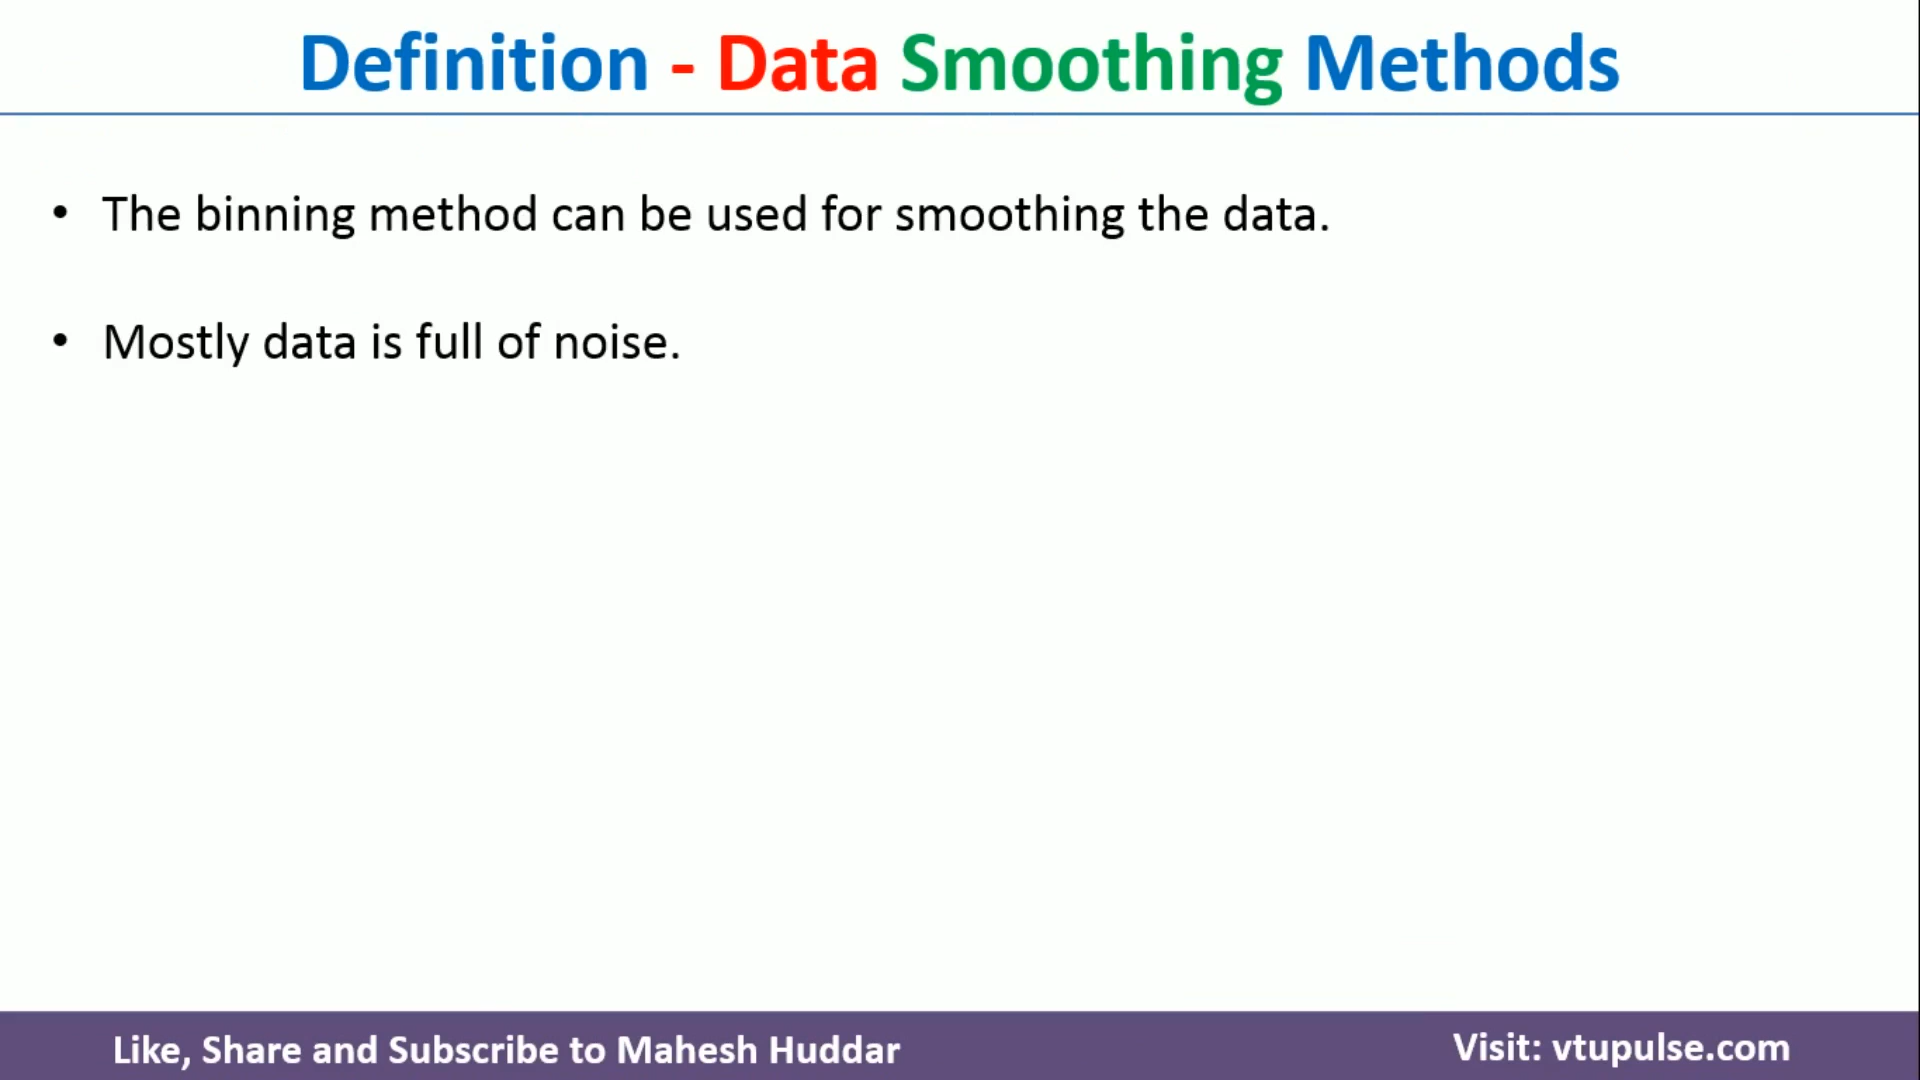 Definition - Data Smoothing Methods
• The binning method can be used for smoothing the data.
• Mostly data is full of noise.
Like, Share and Subscribe to Mahesh Huddar
Visit: vtupulse.com